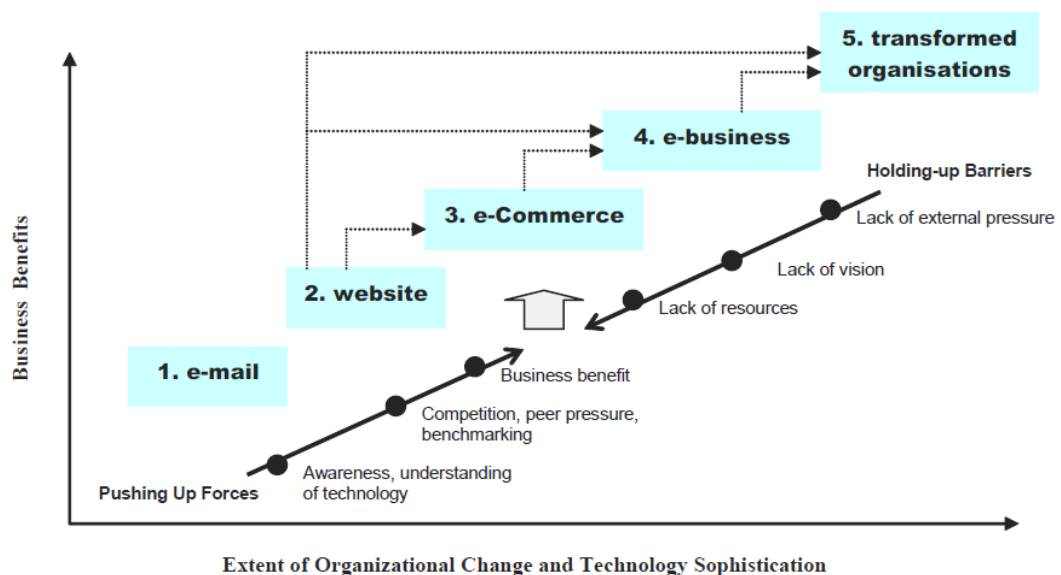 5. transformed
organisations
4. e-business
Holding-up Barriers
3. e-Commerce
Lack of external pressure
Lack of vision
2. website
Lack of resources
Business Benefits
1. e-mail
Business benefit
Competition, peer pressure,
benchmarking
Awareness, understanding
of technology
Pushing Up Forces
Extent of Organizational Change and Technology Sophistication